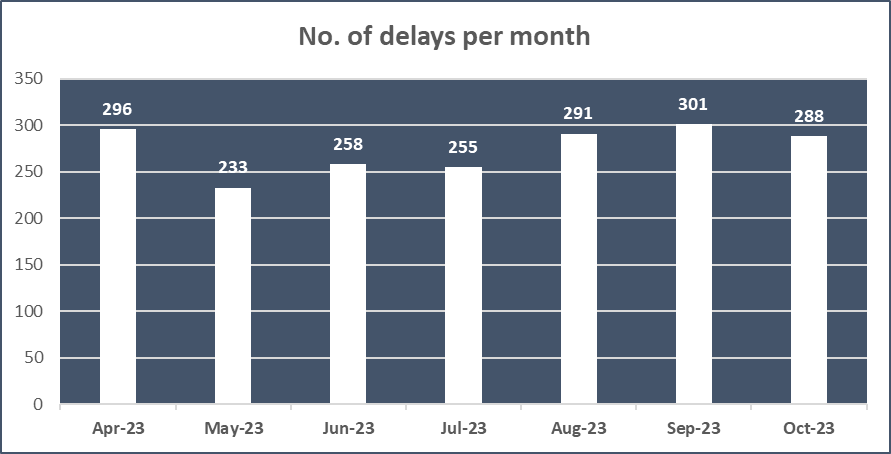 No. of delays per month
350
300
250
200
150
100
50
0
296
233
258
255
291
301
288
Apr-23
May-23
Jun-23
Jul-23
Aug-23
Sep-23
Oct-23